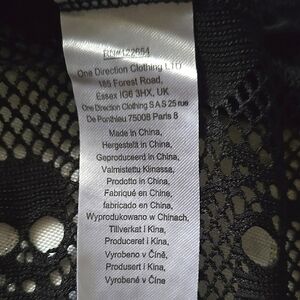 RN#122654
One Direction Clothing LTD
185 Forest Road,
Essex IG6 3HX, UK
One Direction Clothing S.A.S 25 rue
De Ponthieu 75008 Paris 8
Made in China,
Hergestellt in China,
Geproduceerd in China,
Valmistettu Kiinassa,
Prodotto in China,
Fabriqué en Chine,
fabricado en China,
Wyprodukowano w Chinach,
Tillverkat i Kina,
Produceret i Kina,
Vyrobeno v Číně,
Produsert i Kina,
Vyrobené v Číne